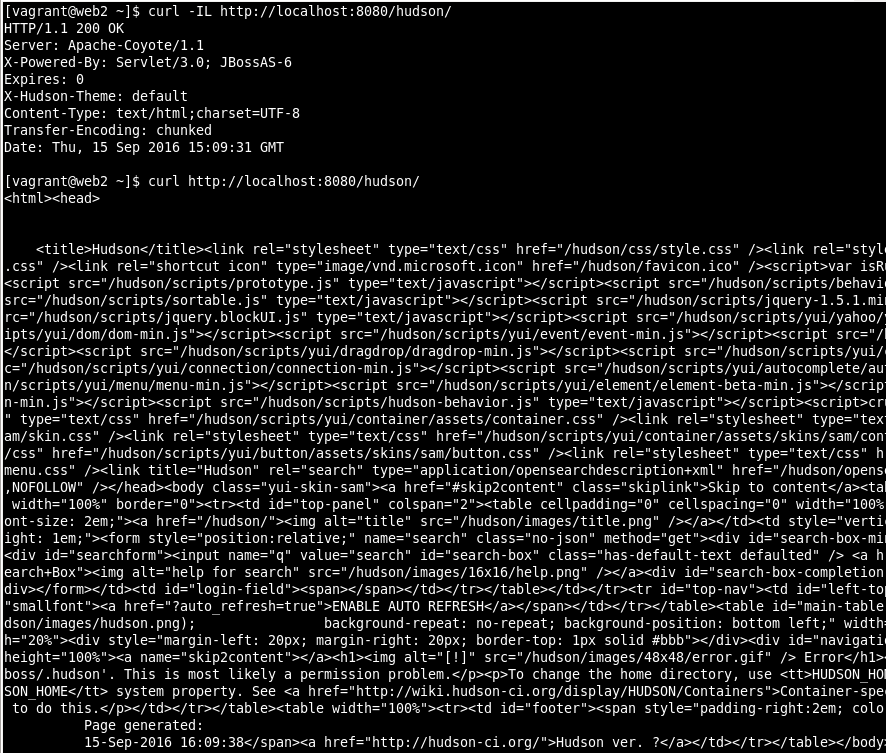 [vagrant@web2 ~]$ curl -IL http://localhost:8080/hudson/
HTTP/1.1 200 OK
Server: Apache-Coyote/1.1
X-Powered-By: Servlet/3.0; JBossAS-6
Expires: 0
X-Hudson-Theme: default
Content-Type: text/html;charset=UTF-8
Transfer-Encoding: chunked
Date: Thu, 15 Sep 2016 15:09:31 GMT
[vagrant@web2 ~]$ curl http://localhost:8080/hudson/
<html><head>
<title>Hudson</title><link rel="stylesheet" type="text/css" href="/hudson/css/style.css" /><link rel="style
.css" /><link rel="shortcut icon" type="image/vnd.microsoft.icon" href="/hudson/favicon.ico" /><script>var isRu
<script src="/hudson/scripts/prototype.js" type="text/javascript"></script><script src="/hudson/scripts/behavio
src="/hudson/scripts/sortable.js" type="text/javascript"></script><script src="/hudson/scripts/jquery-1.5.1.min
rc="/hudson/scripts/jquery.blockUI.js" type="text/javascript"></script><script src="/hudson/scripts/yui/yahoo/y
ipts/yui/dom/dom-min.js"></script><script src="/hudson/scripts/yui/event/event-min.js"></script><script src="/h
</script><script src="/hudson/scripts/yui/dragdrop/dragdrop-min.js"></script><script src="/hudson/scripts/yui/c
c="/hudson/scripts/yui/connection/connection-min.js"></script><script src="/hudson/scripts/yui/autocomplete/aut
n/scripts/yui/menu/menu-min.js"></script><script src="/hudson/scripts/yui/element/element-beta-min.js"></script
n-min.js"></script><script src="/hudson/scripts/hudson-behavior.js" type="text/javascript"></script><script>cru
" type="text/css" href="/hudson/scripts/yui/container/assets/container.css" /><link rel="stylesheet" type="text
am/skin.css" /><link rel="stylesheet" type="text/css" href="/hudson/scripts/yui/container/assets/skins/sam/cont
/css" href="/hudson/scripts/yui/button/assets/skins/sam/button.css" /><link rel="stylesheet" type="text/css" h
menu.css" /><link title="Hudson" rel="search" type="application/opensearchdescription+xml" href="/hudson/opense
,NOFOLLOW" /></head><body class="yui-skin-sam"><a href="#skip2content" class="skiplink">Skip to content</a><tab
width="100%" border="0"><tr><td id="top-panel" colspan="2"><table cellpadding="0" cellspacing="0" width="100%
ont-size: 2em;"><a href="/hudson/"><img alt="title" src="/hudson/images/title.png" /></a></td><td style="vertic
ight: 1em;"><form style="position:relative;" name="search" class="no-json" method="get"><div id="search-box-min
<div id="searchform"><input name="q" value="search" id="search-box" class="has-default-text defaulted" /> <a h
earch+Box"><img alt="help for search" src="/hudson/images/16x16/help.png" /></a><div id="search-box-completion
div></form></td><td id="login-field"><span></span></td></tr></table></td></tr><tr id="top-nav"><td id="left-top
"smallfont"><a href="?auto_refresh=true">ENABLE AUTO REFRESH</a></span></td></tr></table><table id="main-table
dson/images/hudson.png); background-repeat: no-repeat; background-position: bottom left;" width=
h="20%"><div style="margin-left: 20px; margin-right: 20px; border-top: 1px solid #bbb"></div><div id="navigatio
height="100%"><a name="skip2content"></a><h1><img alt="[!]" src="/hudson/images/48x48/error.gif" /> Error</h1><
boss/.hudson'. This is most likely a permission problem.</p><p>To change the home directory, use <tt>HUDSON_HOM
SON_HOME</tt> system property. See <a href="http://wiki.hudson-ci.org/display/HUDSON/Containers">Container-spec
to do this.</p></td></tr></table><table width="100%"><tr><td id="footer"><span style="padding-right:2em; colo
Page generated:
15-Sep-2016 16:09:38</span><a href="http://hudson-ci.org/">Hudson ver. ?</a></td></tr></table></body>